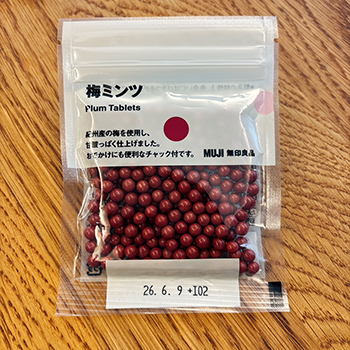 梅ミンツ
Plum Tablets
紀州産の梅を使用し、
甘酸っぱく仕上げました。
おでかけにも便利なチャック付です。
MUJI 無印良品
26. 6. 9 +I02